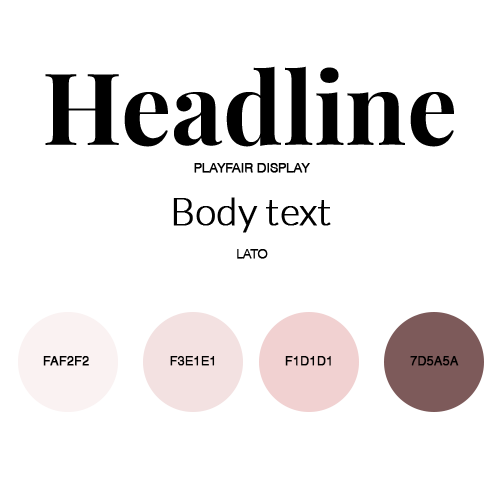 Headline
PLAYFAIR DISPLAY
Body text
LATO
FAF2F2 F3E1E1 F1D1D1 7D5A5A